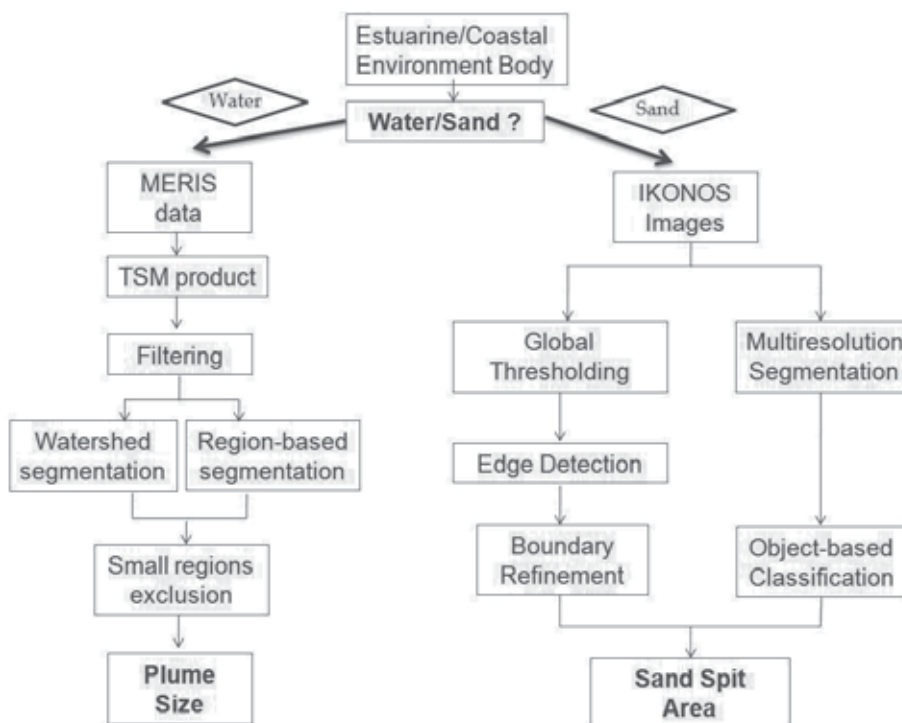 Estuarine/Coastal
Environment Body
Water
Sand
Water/Sand ?
MERIS
data
IKONOS
Images
TSM product
Filtering
Global
Thresholding
Multiresolution
Segmentation
Watershed
segmentation
Region-based
segmentation
Edge Detection
Small regions
exclusion
Boundary
Refinement
Object-based
Classification
Plume
Size
Sand Spit
Area